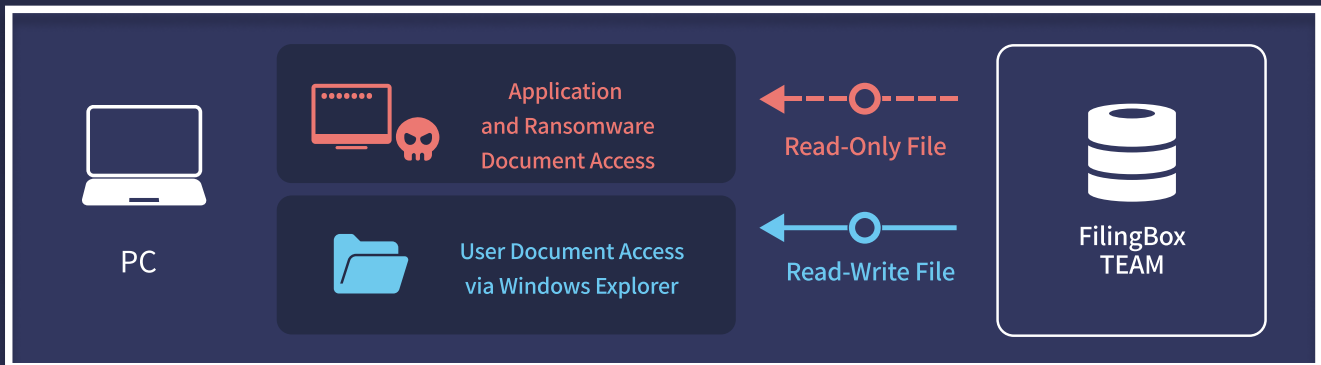 PC
Application
and Ransomware
Document Access
User Document Access
via Windows Explorer
Read-Only File
Read-Write File
FilingBox
TEAM